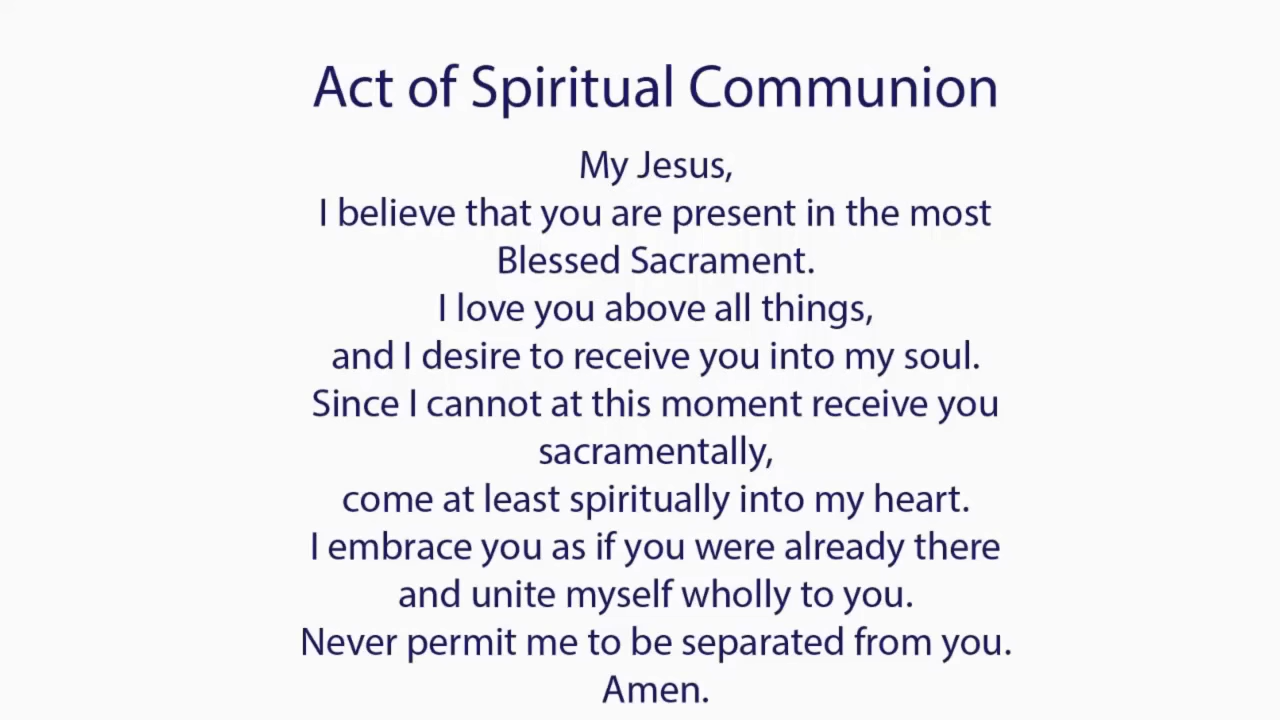 Act of Spiritual Communion
My Jesus,
I believe that you are present in the most
Blessed Sacrament.
I love you above all things,
and I desire to receive you into my soul.
Since I cannot at this moment receive you
sacramentally,
come at least spiritually into my heart.
I embrace you as if you were already there
and unite myself wholly to you.
Never permit me to be separated from you.
Amen.